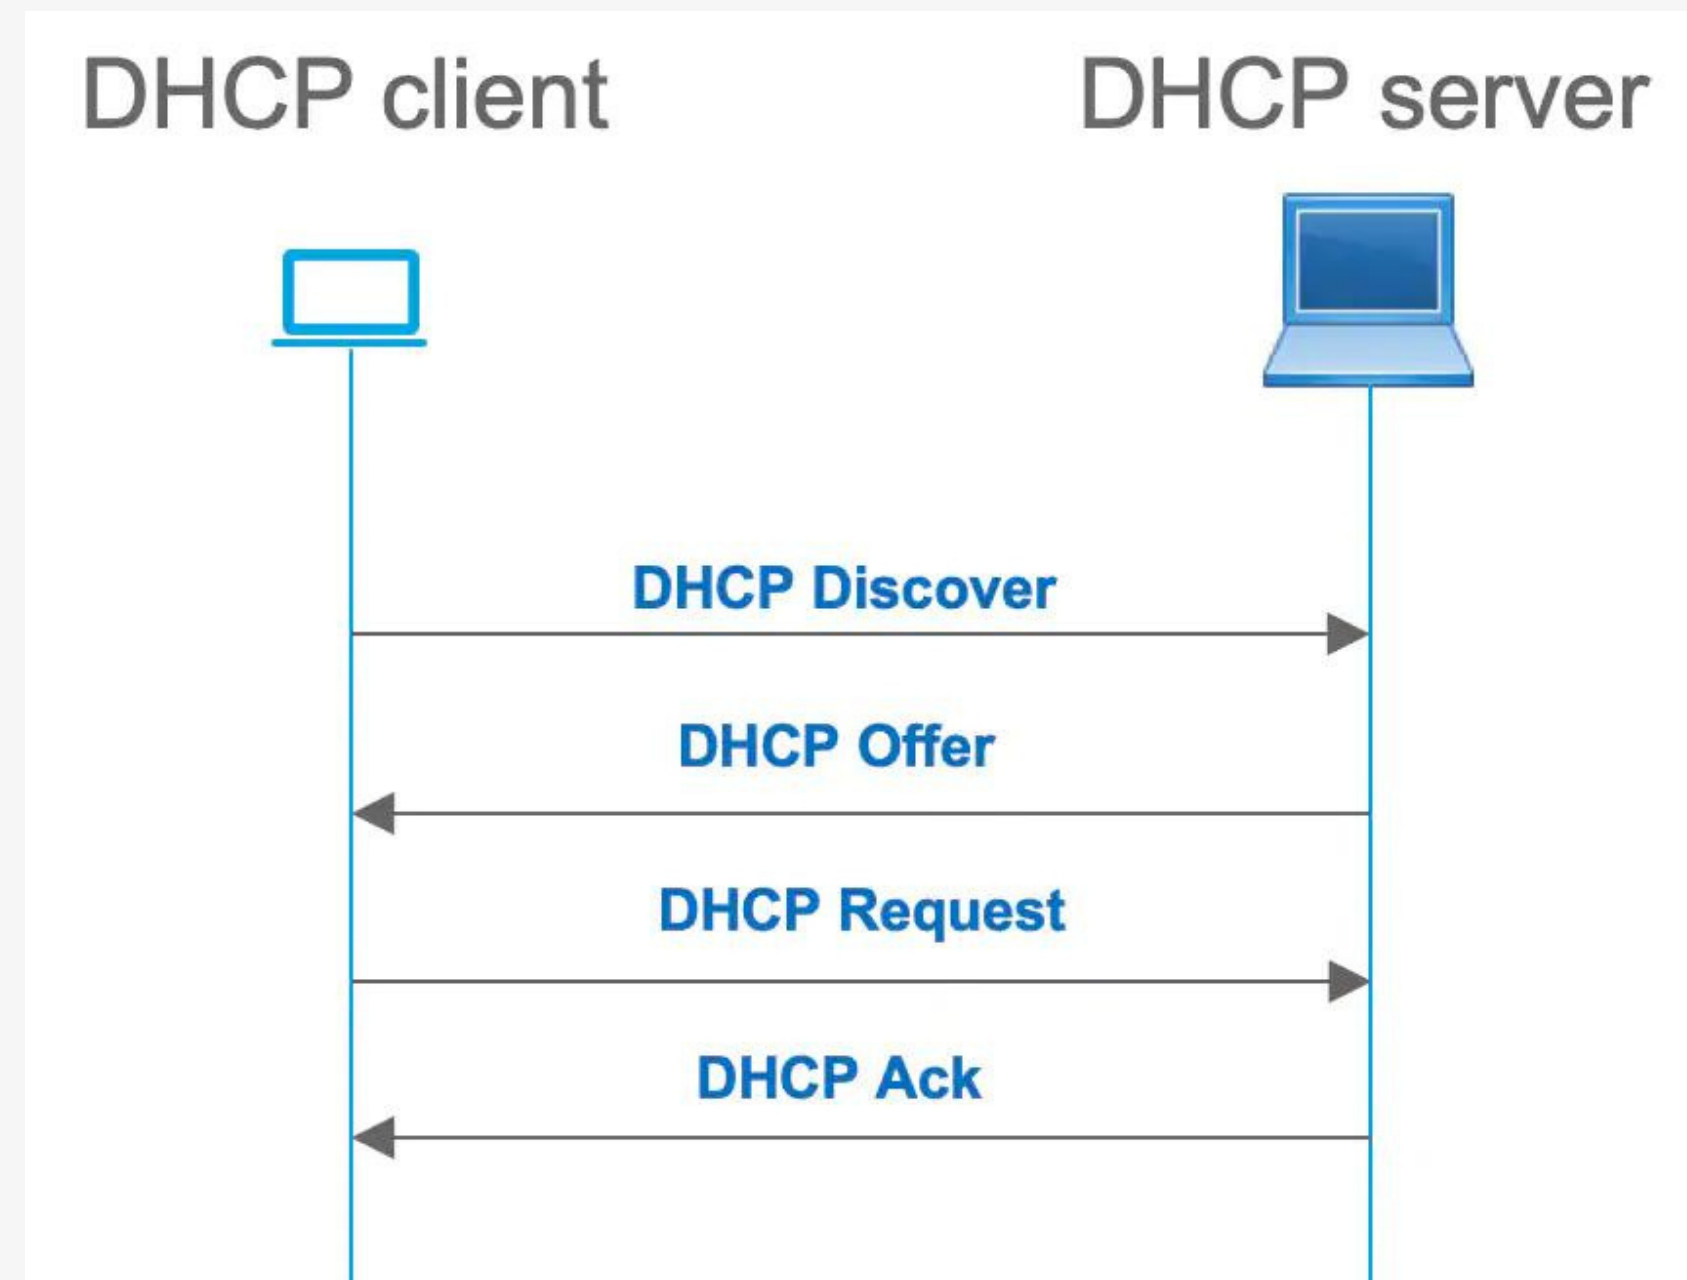 DHCP client
DHCP server
DHCP Discover
DHCP Offer
DHCP Request
DHCP Ack